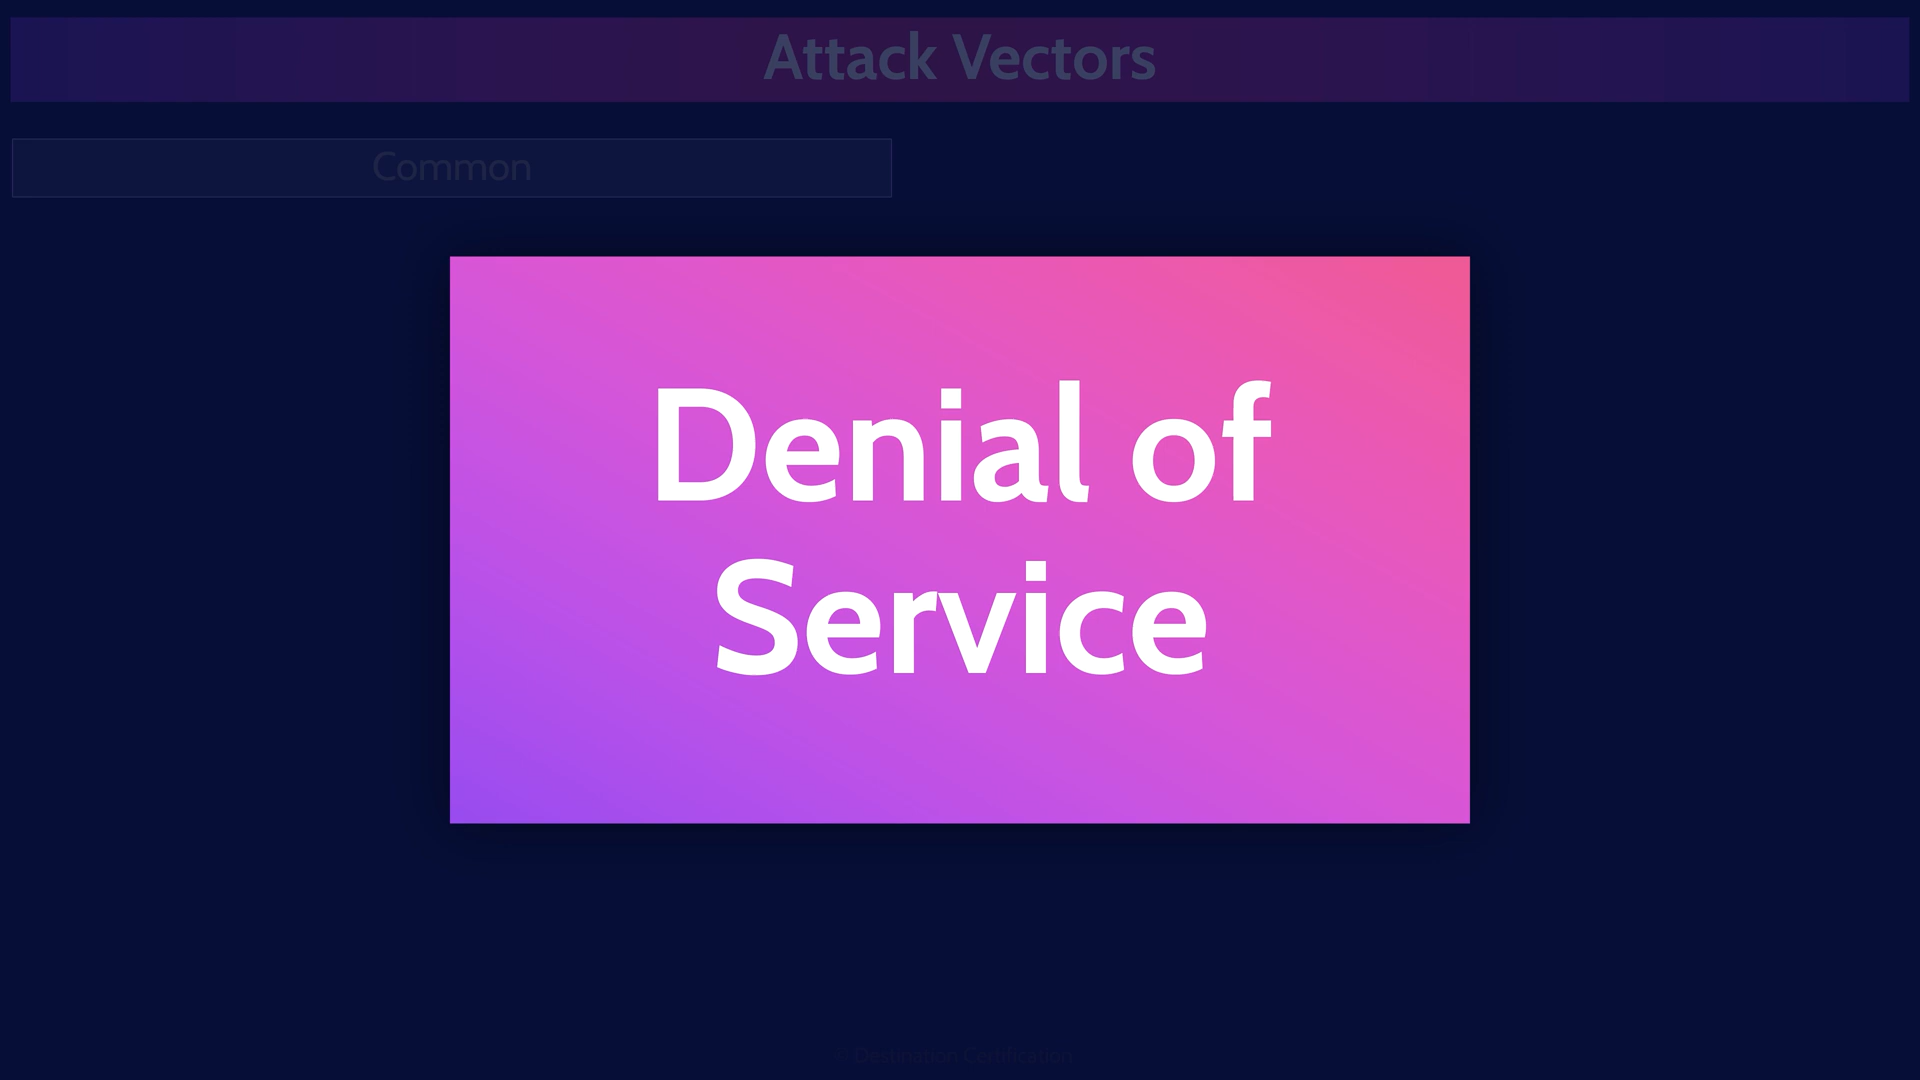 Attack Vectors
Common
Denial of
Service
© Destination Certification